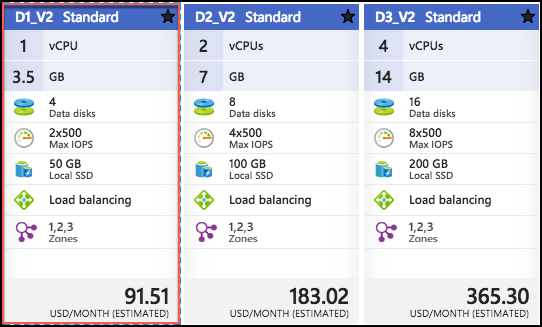 D1_V2 Standard
1 vCPU
3.5 GB
4
Data disks
2x500
Max IOPS
50 GB
Local SSD
Load balancing
1,2,3
Zones
91.51
USD/MONTH (ESTIMATED)
D2_V2 Standard
2 vCPUs
7 GB
8
Data disks
4x500
Max IOPS
100 GB
Local SSD
Load balancing
1,2,3
Zones
183.02
USD/MONTH (ESTIMATED)
D3_V2 Standard
4 vCPUs
14 GB
16
Data disks
8x500
Max IOPS
200 GB
Local SSD
Load balancing
1,2,3
Zones
365.30
USD/MONTH (ESTIMATED)